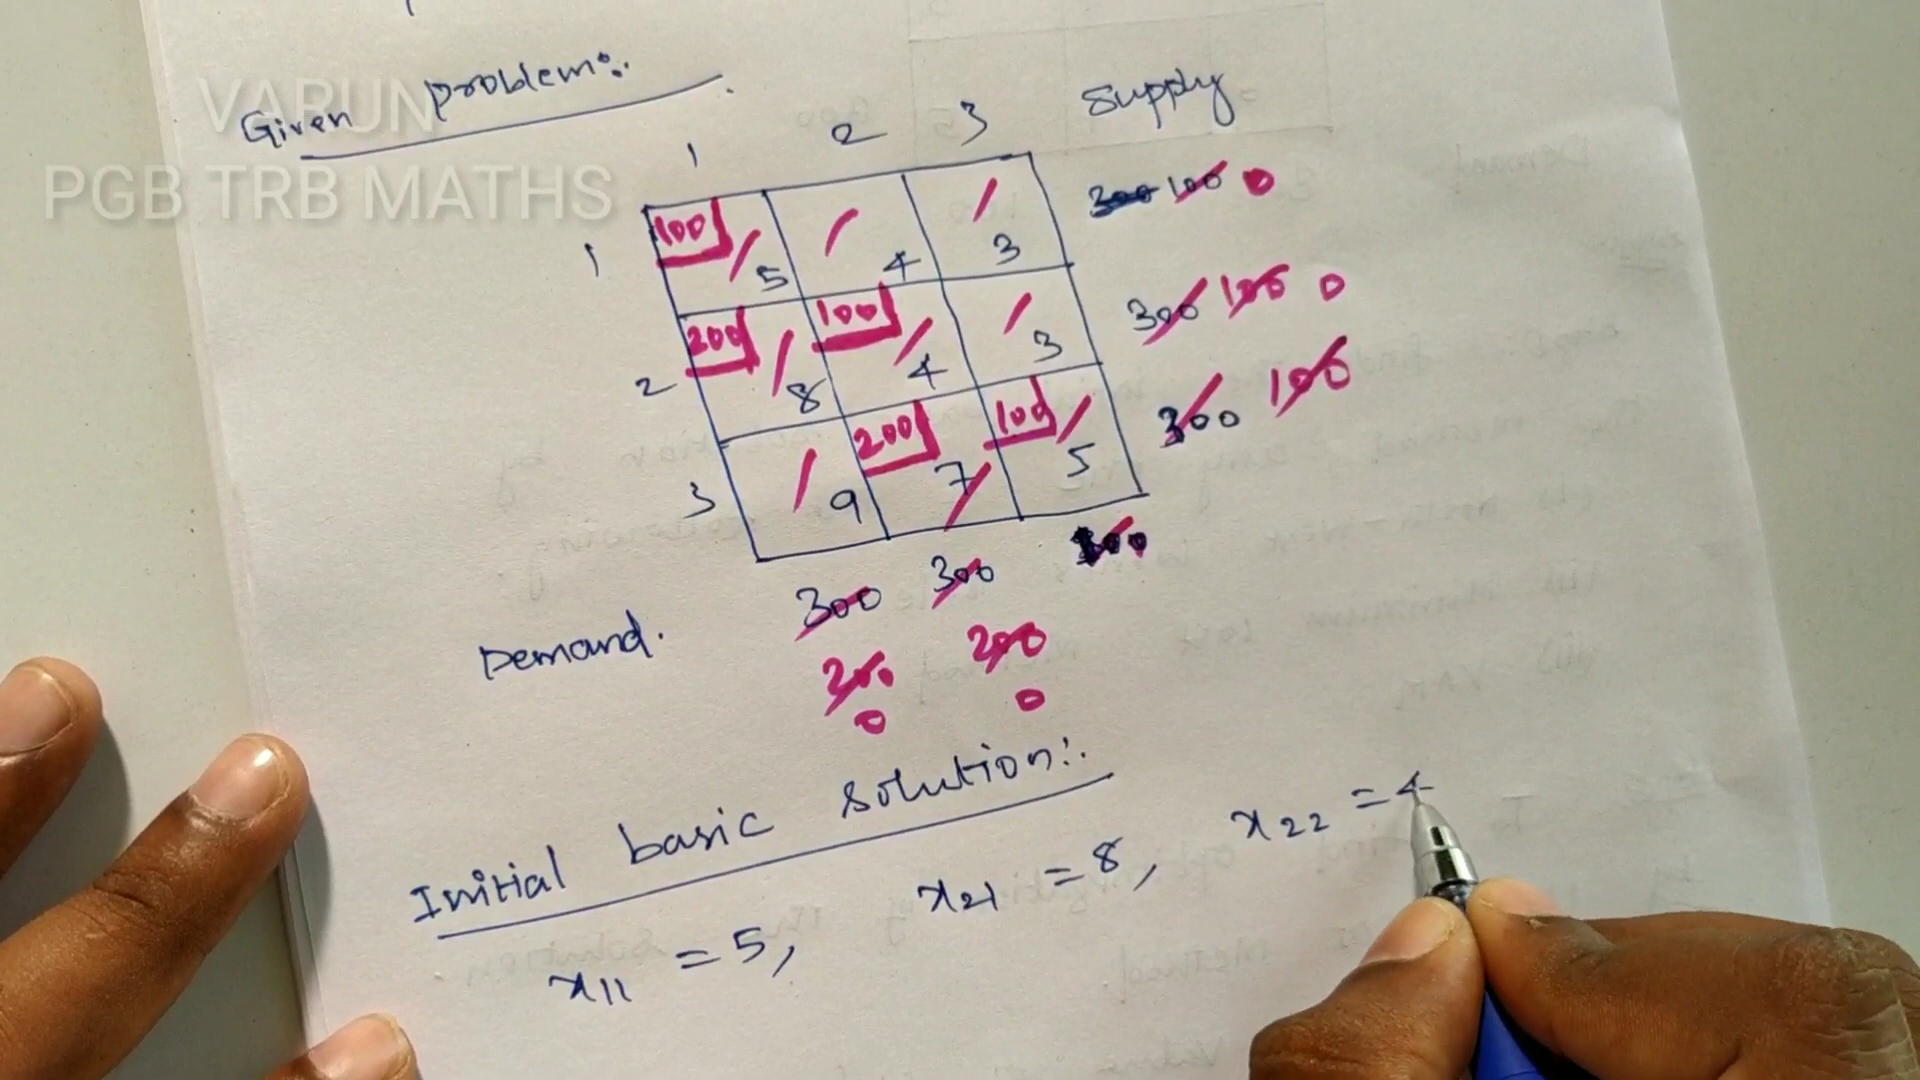 VARUN
PGB TRB MATHS
Given problem:.
1 2 3 Supply
1 100 5 4 3 300 100 0
2 200 8 100 4 3 300 100 0
3 9 200 7 100 5 300 100
Demand. 300 300 100
200 200
0 0
Initial basic solution:.
x11 = 5, x21 = 8, x22 = 4